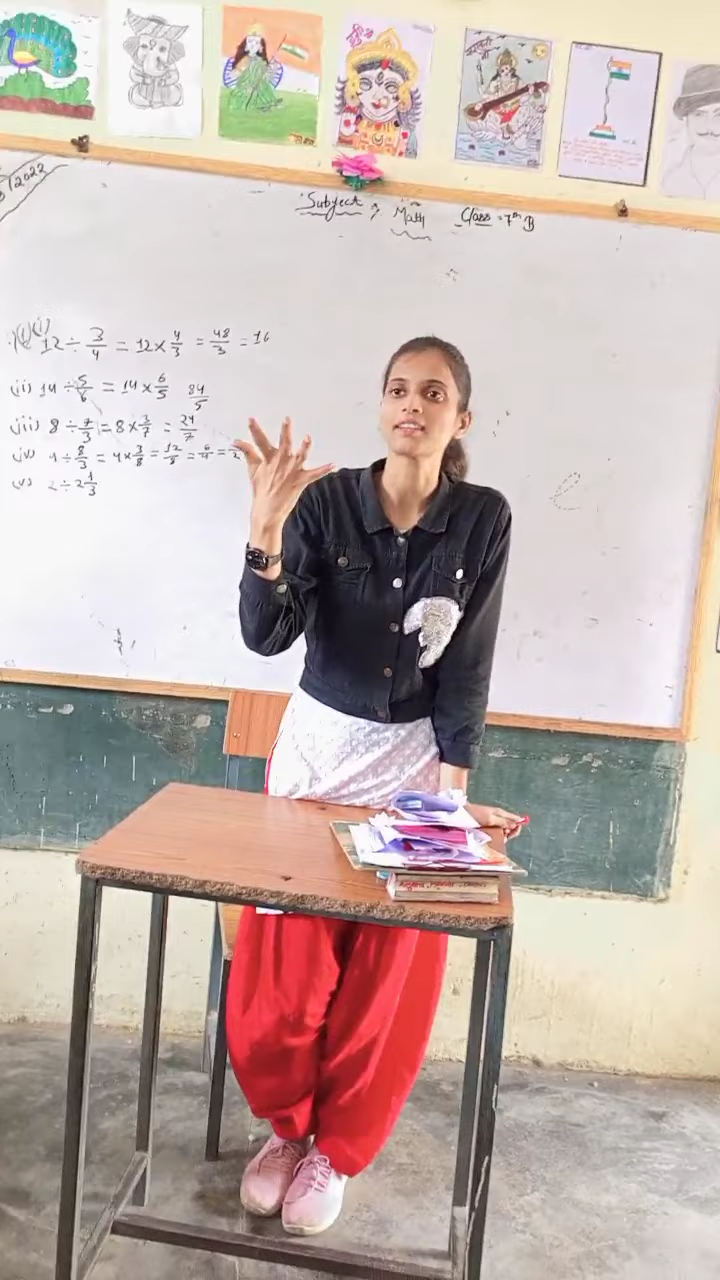 /2022
Subject : Math Class : 7th B
(i) 12 ÷ 3/4 = 12 × 4/3 = 48/3 = 16
(ii) 14 ÷ 5/6 = 14 × 6/5 84/5
(iii) 8 ÷ 7/3 = 8 × 3/7 = 24/7
(iv) 4 ÷ 8/3 = 4 × 3/8 = 12/8 = 6/4 =
(v) 2 ÷ 2 1/3